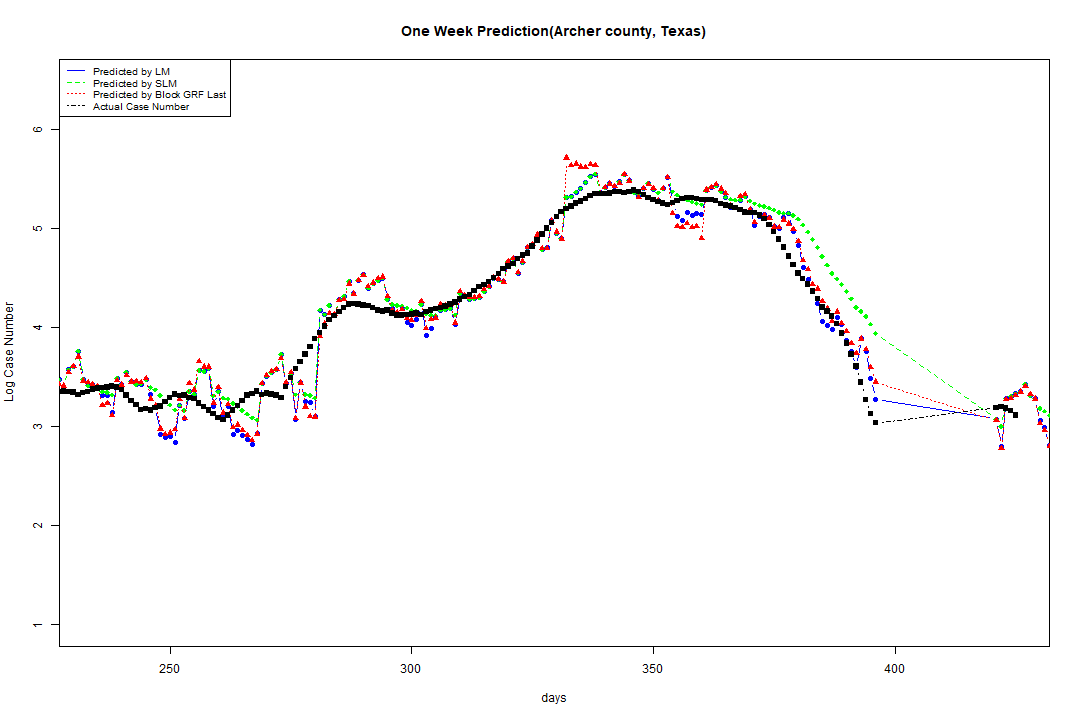 One Week Prediction(Archer county, Texas)
Predicted by LM
Predicted by SLM
Predicted by Block GRF Last
Actual Case Number
Log Case Number
6
5
4
3
2
1
250 300 350 400
days